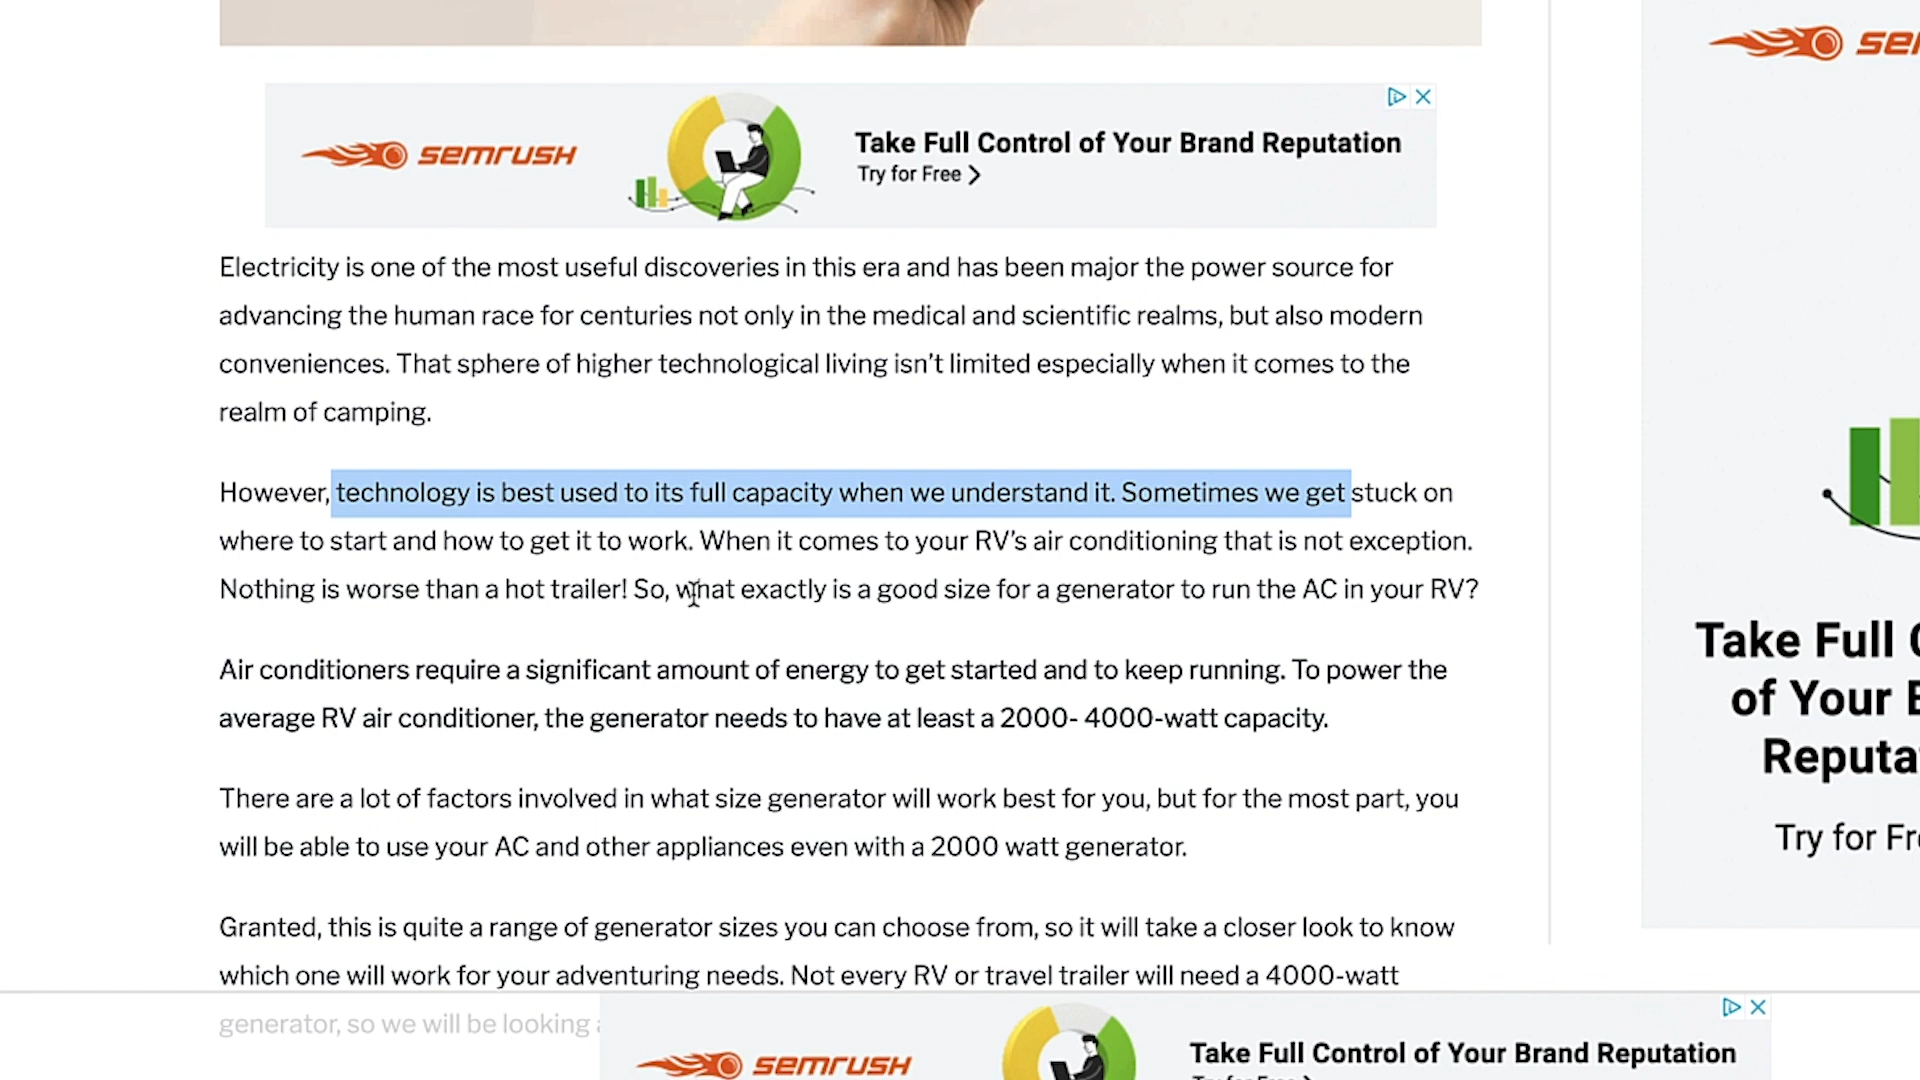 semrush
Take Full Control of Your Brand Reputation
Try for Free
Electricity is one of the most useful discoveries in this era and has been major the power source for
advancing the human race for centuries not only in the medical and scientific realms, but also modern
conveniences. That sphere of higher technological living isn't limited especially when it comes to the
realm of camping.
However, technology is best used to its full capacity when we understand it. Sometimes we get stuck on
where to start and how to get it to work. When it comes to your RV's air conditioning that is not exception.
Nothing is worse than a hot trailer! So, what exactly is a good size for a generator to run the AC in your RV?
Air conditioners require a significant amount of energy to get started and to keep running. To power the
average RV air conditioner, the generator needs to have at least a 2000- 4000-watt capacity.
There are a lot of factors involved in what size generator will work best for you, but for the most part, you
will be able to use your AC and other appliances even with a 2000 watt generator.
Granted, this is quite a range of generator sizes you can choose from, so it will take a closer look to know
which one will work for your adventuring needs. Not every RV or travel trailer will need a 4000-watt
generator, so we will be looking
semrush
Take Full Control of Your Brand Reputation
Take Full
of Your
Try for